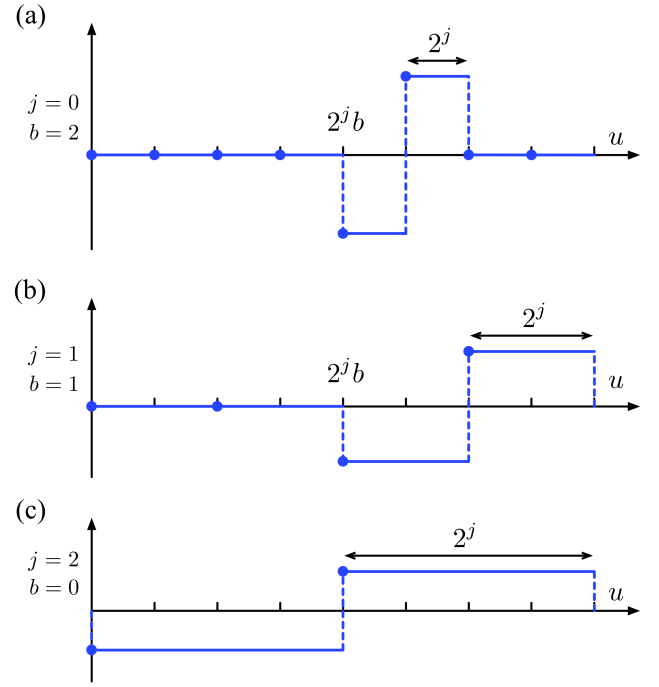 (a)
2^j
j = 0
b = 2
2^j b
u
(b)
2^j
j = 1
b = 1
2^j b
u
(c)
2^j
j = 2
b = 0
u